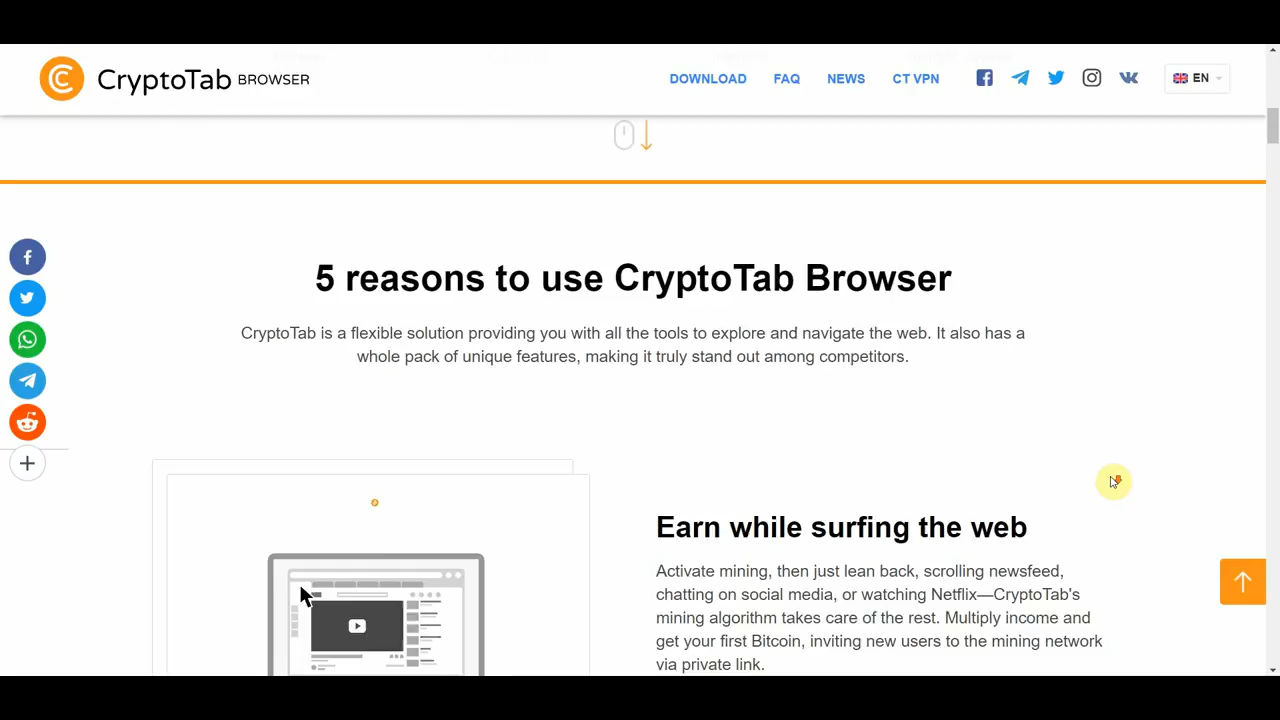 CryptoTab BROWSER
DOWNLOAD FAQ NEWS CT VPN EN
5 reasons to use CryptoTab Browser
CryptoTab is a flexible solution providing you with all the tools to explore and navigate the web. It also has a
whole pack of unique features, making it truly stand out among competitors.
Earn while surfing the web
Activate mining, then just lean back, scrolling newsfeed,
chatting on social media, or watching Netflix—CryptoTab's
mining algorithm takes care of the rest. Multiply income and
get your first Bitcoin, inviting new users to the mining network
via private link.